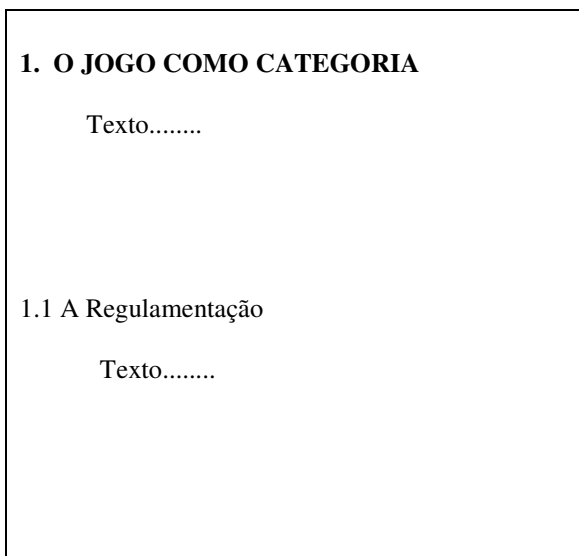 1. O JOGO COMO CATEGORIA
Texto........
1.1 A Regulamentação
Texto........